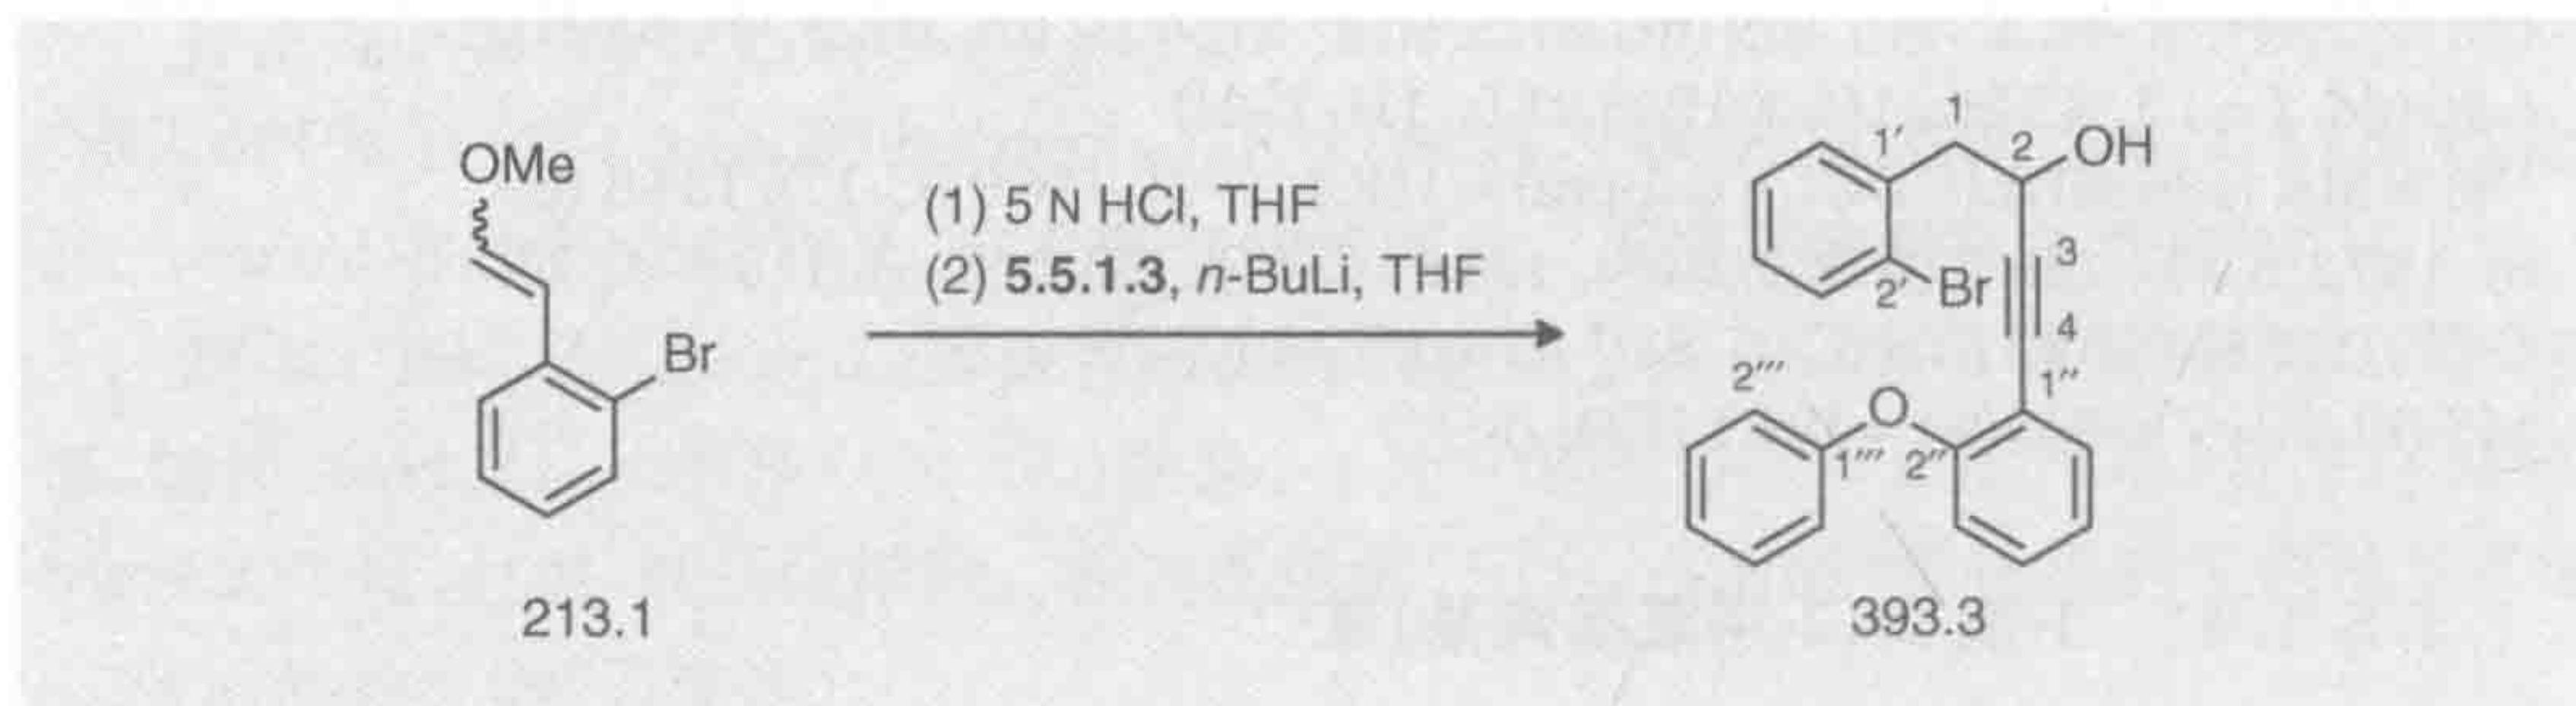 OMe
Br
213.1
(1) 5 N HCl, THF
(2) 5.5.1.3, n-BuLi, THF
1
1′
2
OH
2′
Br
3
4
1″
2‴
O
1‴
2″
393.3